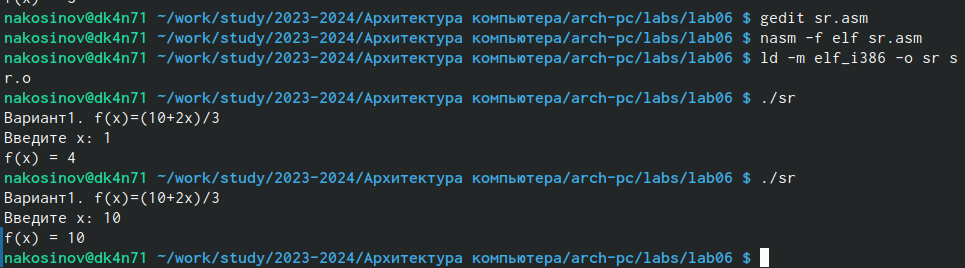 f(x) = 3
nakosinov@dk4n71 ~/work/study/2023-2024/Архитектура компьютера/arch-pc/labs/lab06 $ gedit sr.asm
nakosinov@dk4n71 ~/work/study/2023-2024/Архитектура компьютера/arch-pc/labs/lab06 $ nasm -f elf sr.asm
nakosinov@dk4n71 ~/work/study/2023-2024/Архитектура компьютера/arch-pc/labs/lab06 $ ld -m elf_i386 -o sr s
r.o
nakosinov@dk4n71 ~/work/study/2023-2024/Архитектура компьютера/arch-pc/labs/lab06 $ ./sr
Вариант1. f(x)=(10+2x)/3
Введите x: 1
f(x) = 4
nakosinov@dk4n71 ~/work/study/2023-2024/Архитектура компьютера/arch-pc/labs/lab06 $ ./sr
Вариант1. f(x)=(10+2x)/3
Введите x: 10
f(x) = 10
nakosinov@dk4n71 ~/work/study/2023-2024/Архитектура компьютера/arch-pc/labs/lab06 $